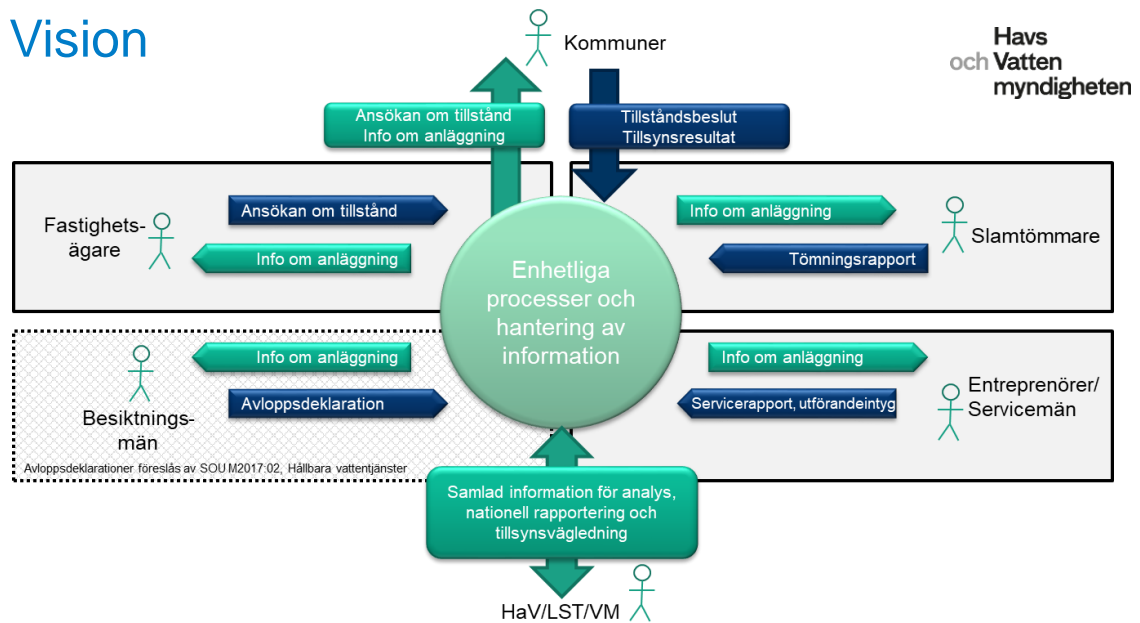 Vision
Kommuner
Havs
och Vatten
myndigheten
Ansökan om tillstånd
Info om anläggning
Tillståndsbeslut
Tillsynsresultat
Fastighets-
ägare
Ansökan om tillstånd
Info om anläggning
Info om anläggning
Tömningsrapport
Slamtömmare
Enhetliga
processer och
hantering av
information
Besiktnings-
män
Info om anläggning
Avloppsdeklaration
Avloppsdeklarationer föreslås av SOU M2017:02, Hållbara vattentjänster
Info om anläggning
Servicerapport, utförandeintyg
Entreprenörer/
Servicemän
Samlad information för analys,
nationell rapportering och
tillsynsvägledning
HaV/LST/VM